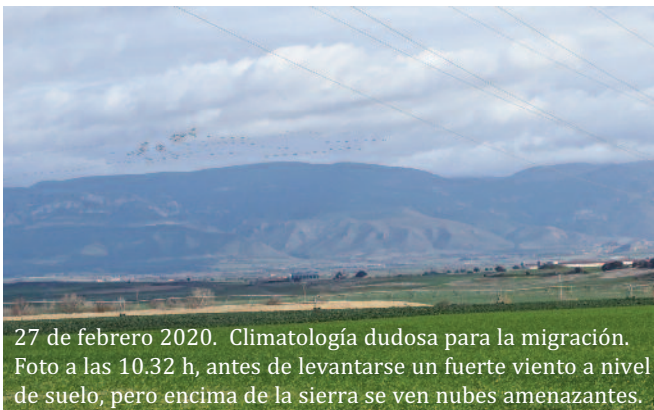 27 de febrero 2020.  Climatología dudosa para la migración.
Foto a las 10.32 h, antes de levantarse un fuerte viento a nivel
de suelo, pero encima de la sierra se ven nubes amenazantes.